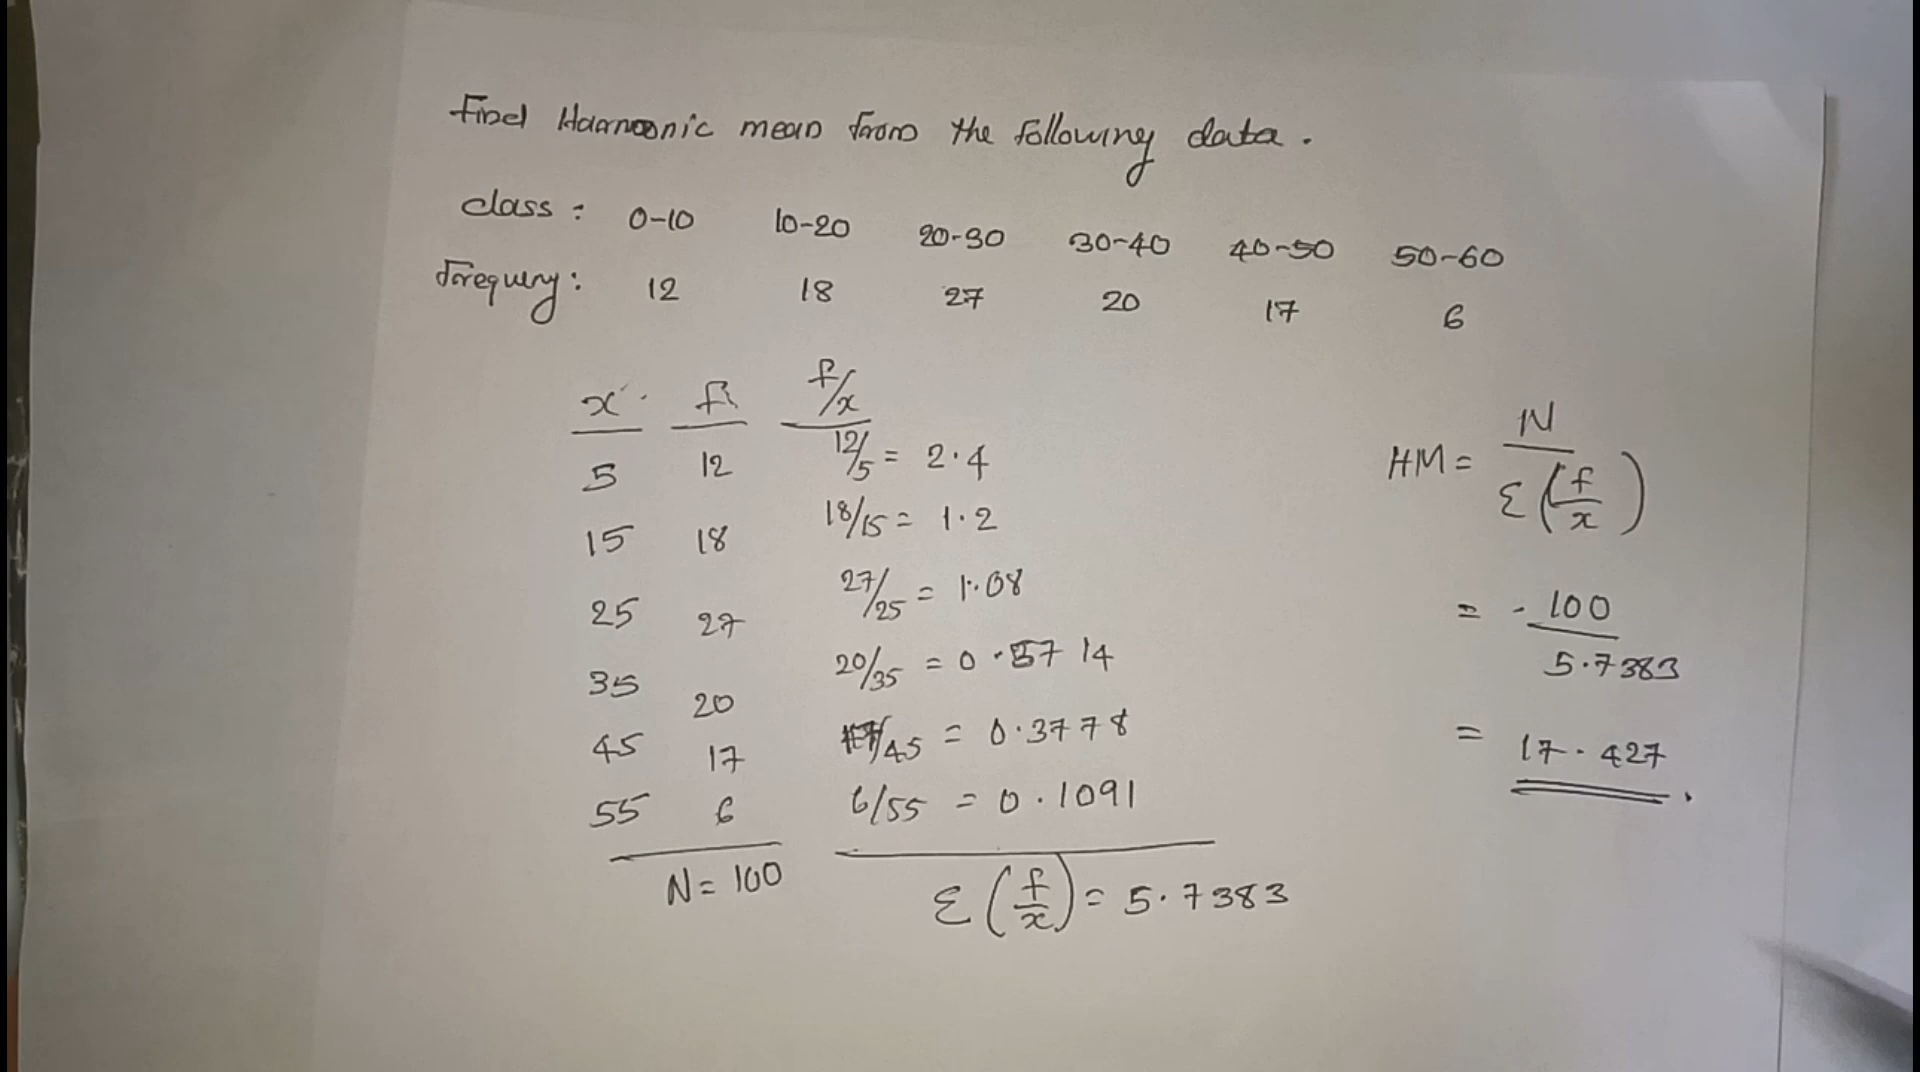 Find Harmonic mean from the following data.
class: 0-10 10-20 20-30 30-40 40-50 50-60
Frequeny: 12 18 27 20 17 6
x f f/x
5 12 12/5 = 2.4
15 18 18/15 = 1.2
25 27 27/25 = 1.08
35 20 20/35 = 0.5714
45 17 17/45 = 0.3778
55 6 6/55 = 0.1091
N = 100 Σ(f/x) = 5.7383
HM = N/Σ(f/x)
= 100/5.7383
= 17.427.